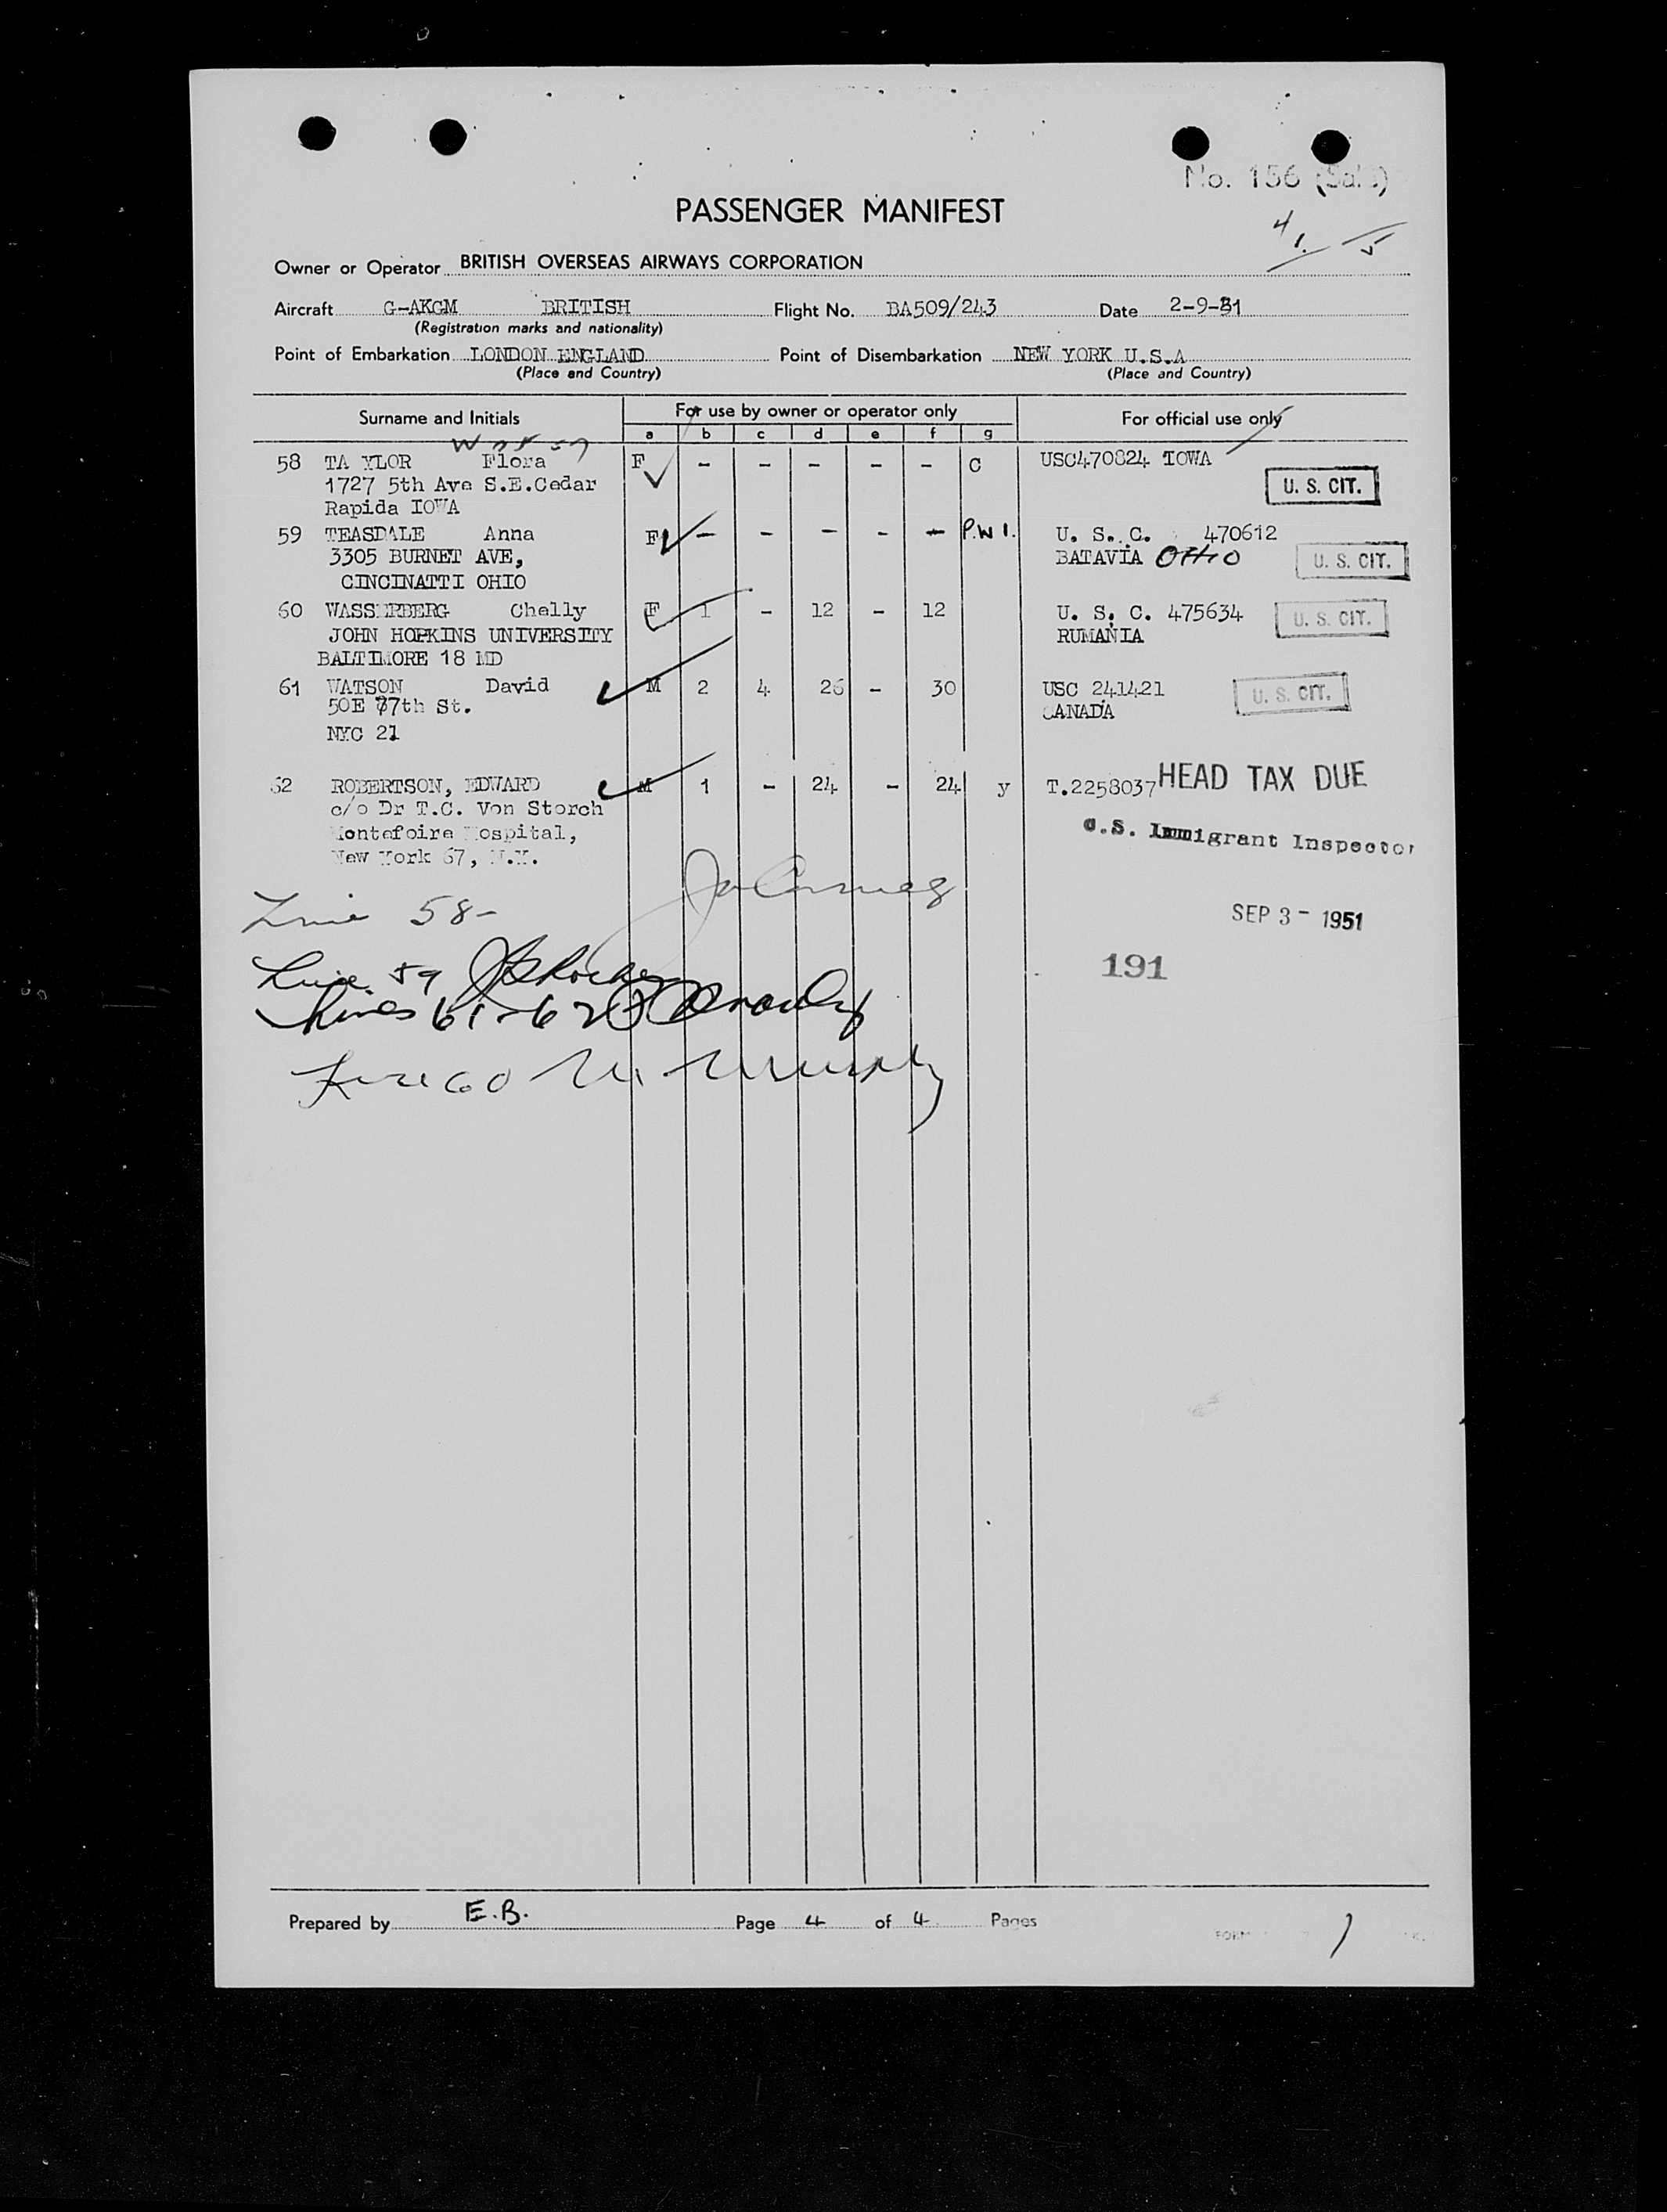 No. 156
PASSENGER MANIFEST
4 1. 5
Owner or Operator BRITISH OVERSEAS AIRWAYS CORPORATION
Aircraft G-AKGM BRITISH Flight No. BA509/243 Date 2-9-
(Registration marks and nationality)
Point of Embarkation LONDON ENGLAND Point of Disembarkation NEW YORK U.S.A
(Place and Country) (Place and Country)
Surname and Initials For use by owner or operator only For official use only
a b c d e f g
58 TA YLOR Flora F - - - - - C USC470824 IOWA
1727 5th Ave S.E.Cedar U. S. CIT.
Rapida IOWA
59 TEASDALE Anna F - - - - - P.W I. U. S. C. 470612
3305 BURNET AVE, BATAVIA OHIO U. S. CIT.
CINCINATTI OHIO
60 WASSERBERG Chelly F 1 - 12 - 12 U. S. C. 475634 U. S. CIT.
JOHN HOPKINS UNIVERSITY RUMANIA
BALTIMORE 18 MD
61 WATSON David M 2 4 26 - 30 USC 241421 U. S. CIT.
50E 77th St. CANADA
NYC 21
62 ROBERTSON, EDWARD M 1 - 24 - 24 y T.2258037 HEAD TAX DUE
c/o Dr T.C. Von Storch
Montefoire Hospital, U.S. Immigrant Inspector
New York 67, N.Y.
Line 58-
SEP 3 - 1951
Line 59
191
Lines 61-62
Line 60 M. Murphy
Prepared by E.B. Page 4 of 4 Pages
FORM